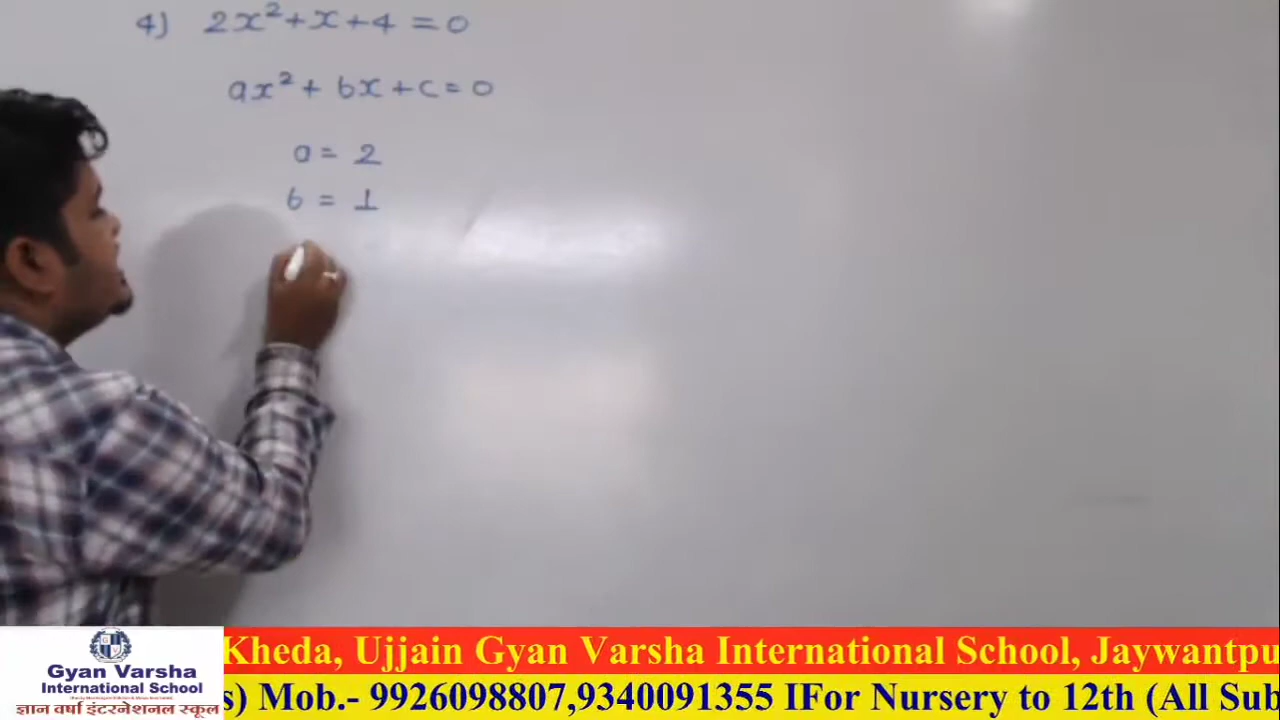 4) 2x²+x+4=0
ax²+bx+c=0
a= 2
b = 1
Gyan Varsha
International School
ज्ञान वर्षा इंटरनेशनल स्कूल
Kheda, Ujjain Gyan Varsha International School, Jaywantpu
s) Mob.- 9926098807,9340091355 IFor Nursery to 12th (All Sub